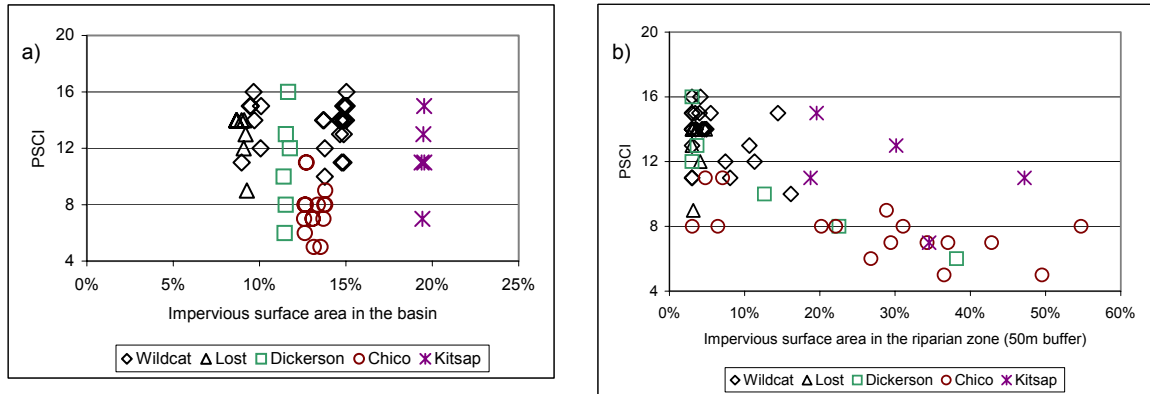 a)
PSCI
20
16
12
8
4
0% 5% 10% 15% 20% 25%
Impervious surface area in the basin
Wildcat Lost Dickerson Chico Kitsap
b)
PSCI
20
16
12
8
4
0% 10% 20% 30% 40% 50% 60%
Impervious surface area in the riparian zone (50m buffer)
Wildcat Lost Dickerson Chico Kitsap